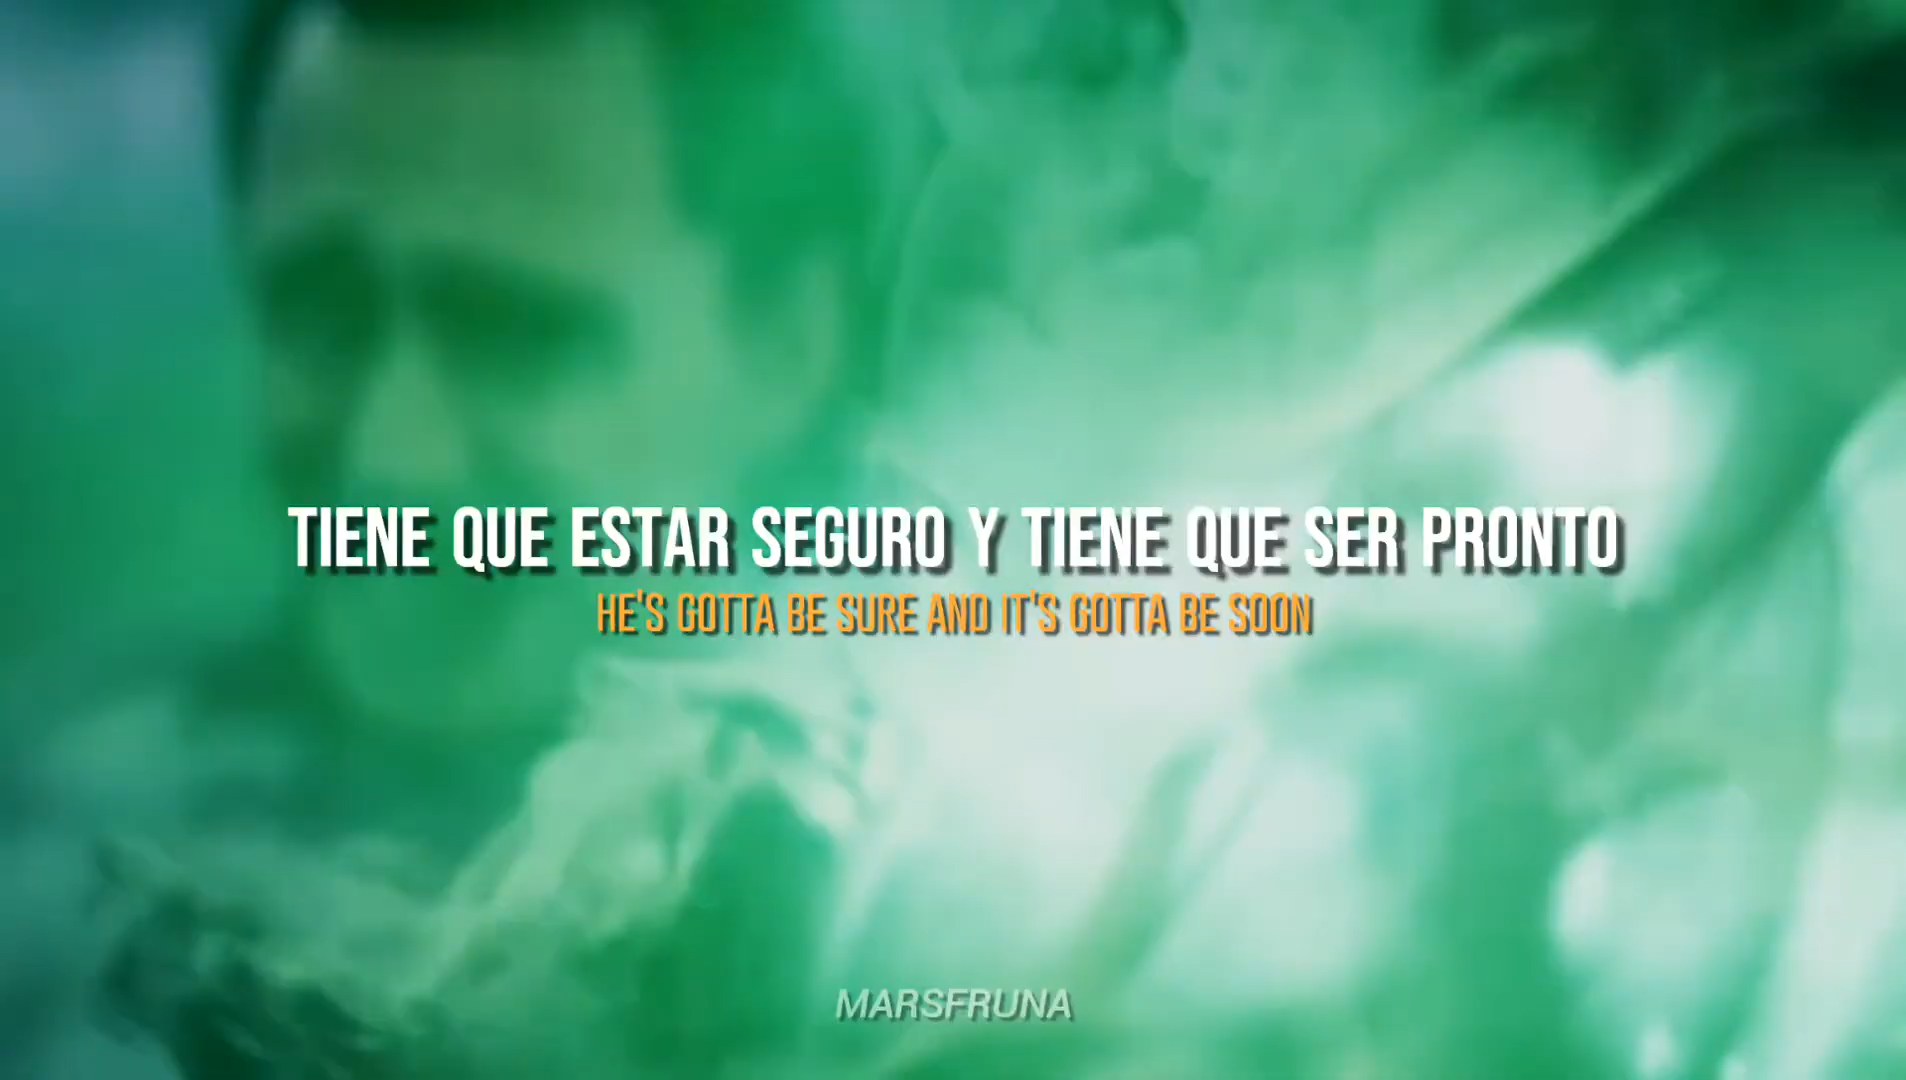 TIENE QUE ESTAR SEGURO Y TIENE QUE SER PRONTO
HE'S GOTTA BE SURE AND IT'S GOTTA BE SOON
MARSFRUNA